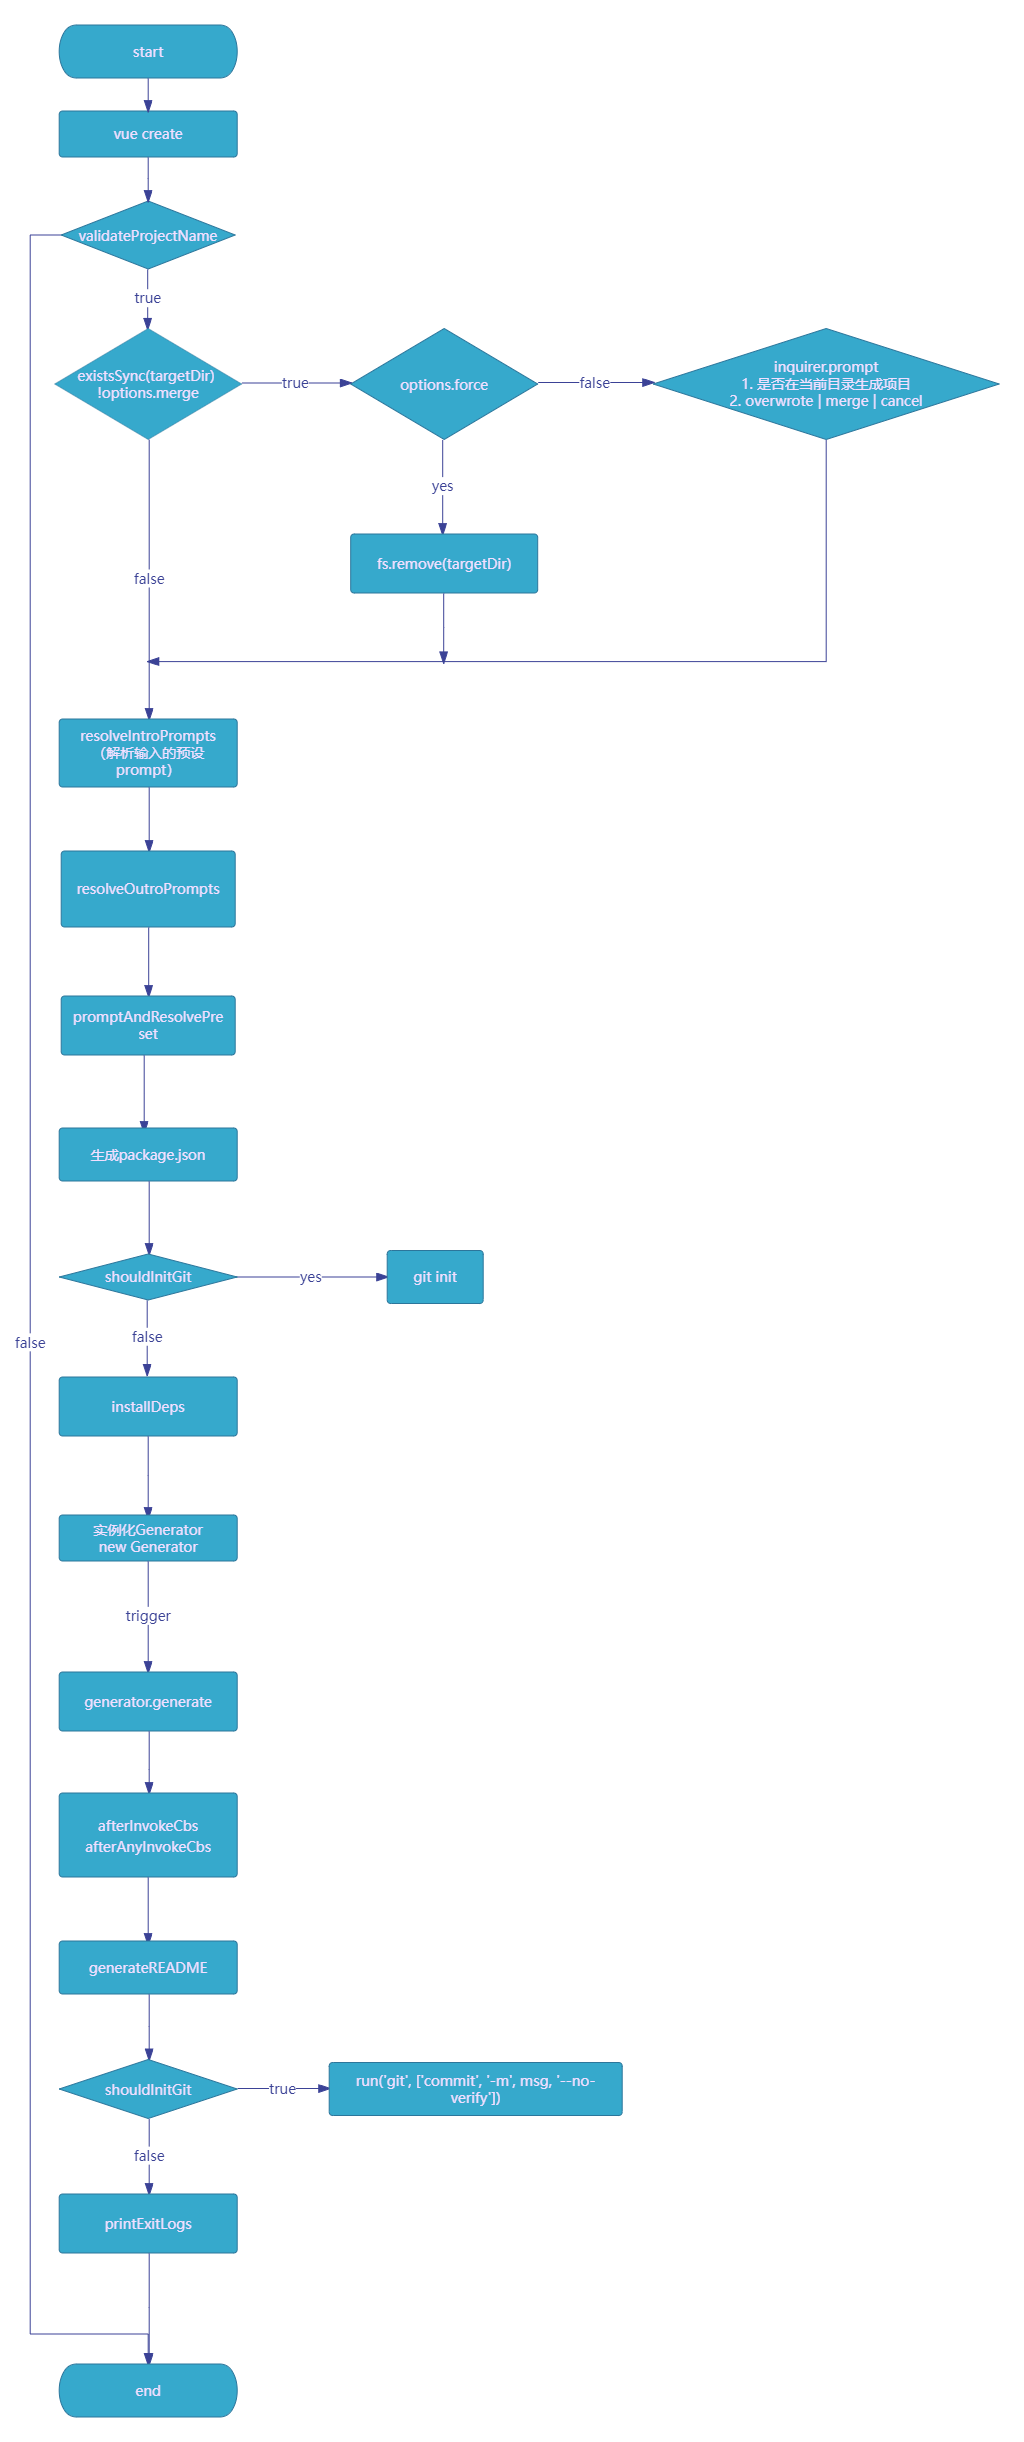 start
vue create
validateProjectName
true
existsSync(targetDir)
!options.merge
true
options.force
false
inquirer.prompt
1. 是否在当前目录生成项目
2. overwrote | merge | cancel
yes
fs.remove(targetDir)
false
resolveIntroPrompts
（解析输入的预设
prompt）
resolveOutroPrompts
promptAndResolvePre
set
生成package.json
shouldInitGit
yes
git init
false
false
installDeps
实例化Generator
new Generator
trigger
generator.generate
afterInvokeCbs
afterAnyInvokeCbs
generateREADME
shouldInitGit
true
run('git', ['commit', '-m', msg, '--no-
verify'])
false
printExitLogs
end